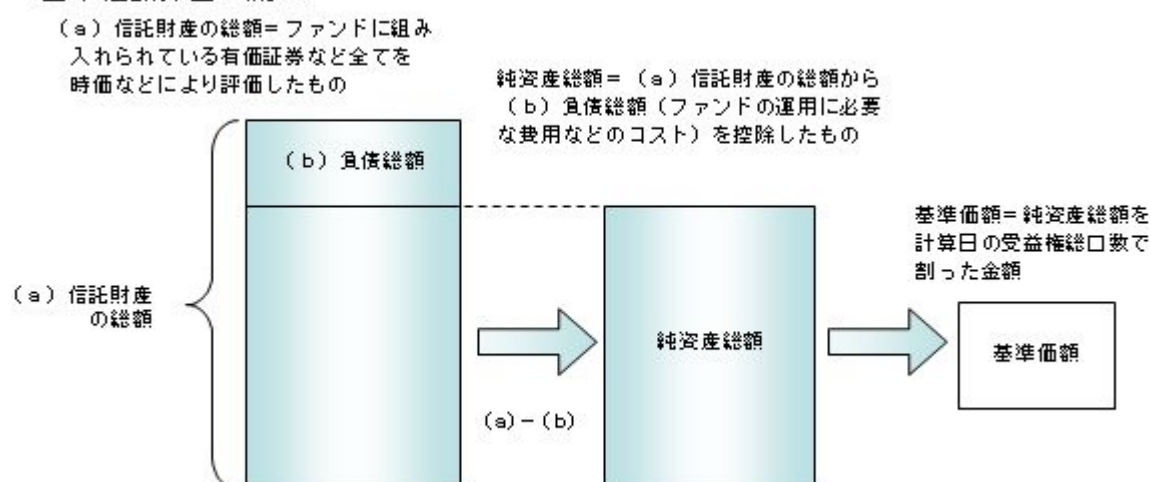 (a)信託財産の総額=ファンドに組み
入れられている有価証券など全てを
時価などにより評価したもの
純資産総額=(a)信託財産の総額から
(b)負債総額(ファンドの運用に必要
な費用などのコスト)を控除したもの
(b)負債総額
基準価額=純資産総額を
計算日の受益権総口数で
割った金額
(a)信託財産
の総額
純資産総額
基準価額
(a)-(b)